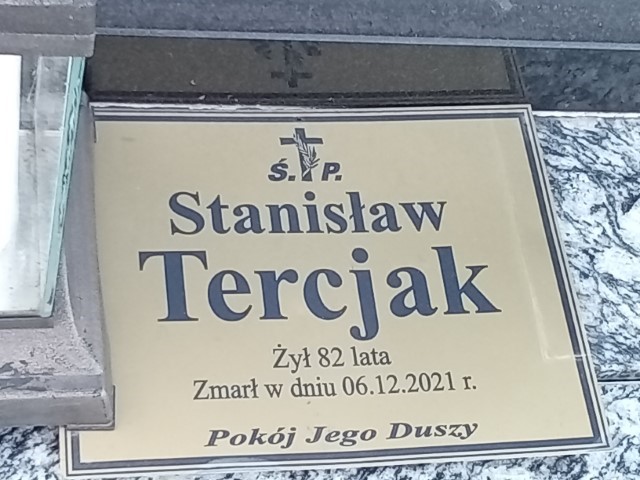 Ś. P.
Stanisław
Tercjak
Żył 82 lata
Zmarł w dniu 06.12.2021 r.
Pokój Jego Duszy